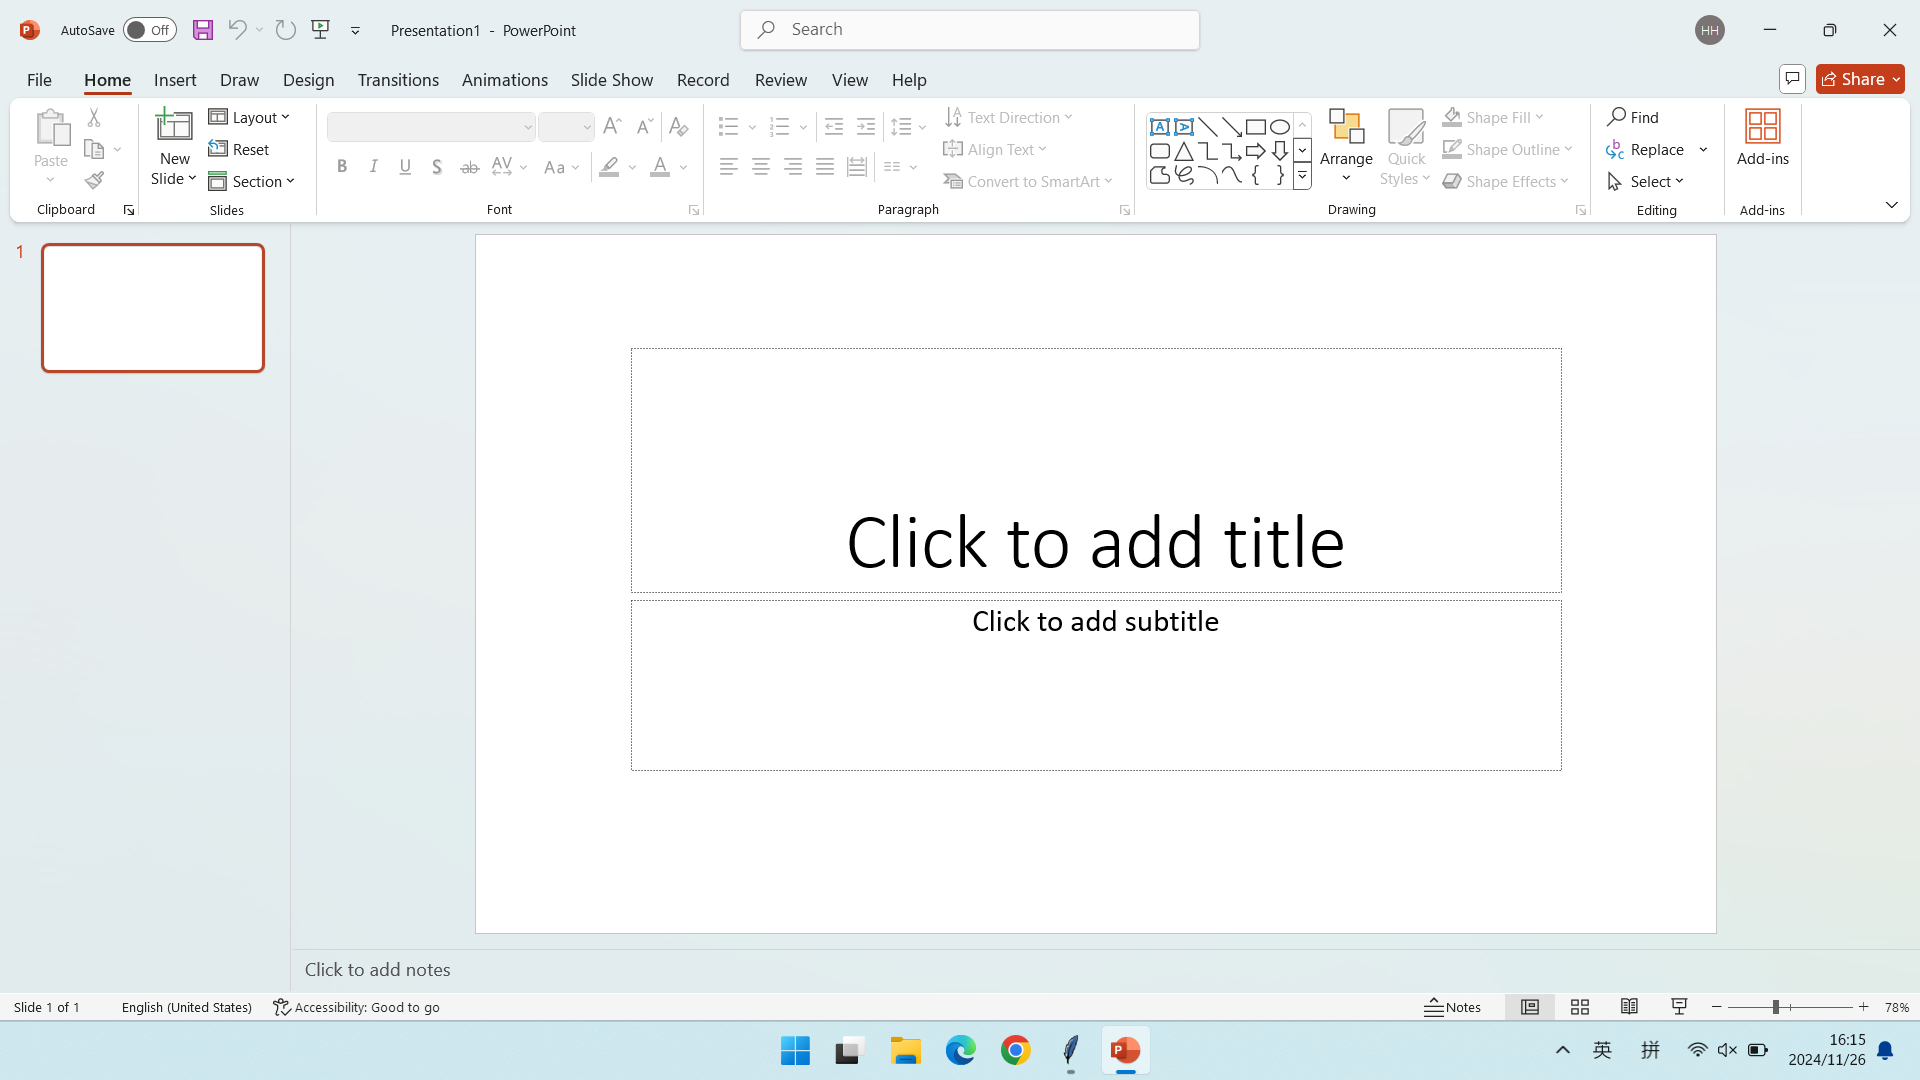 AutoSave Off Presentation1 - PowerPoint Search HH
File Home Insert Draw Design Transitions Animations Slide Show Record Review View Help Share
Paste
New Slide
Layout
Reset
Section
B I U S ab AV Aa A
Text Direction
Align Text
Convert to SmartArt
Arrange
Quick Styles
Shape Fill
Shape Outline
Shape Effects
Find
Replace
Select
Add-ins
Clipboard Slides Font Paragraph Drawing Editing Add-ins
1
Click to add title
Click to add subtitle
Click to add notes
Slide 1 of 1 English (United States) Accessibility: Good to go Notes 78%
英 拼 16:15
2024/11/26